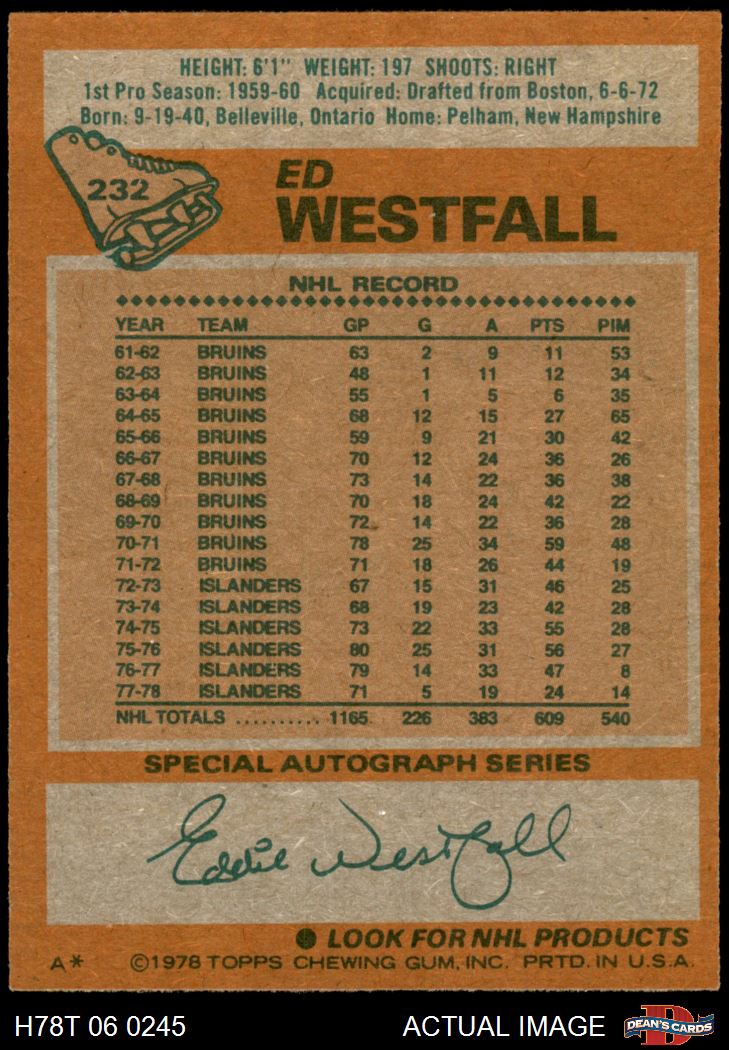 HEIGHT: 6'1" WEIGHT: 197 SHOOTS: RIGHT
1st Pro Season: 1959-60 Acquired: Drafted from Boston, 6-6-72
Born: 9-19-40, Belleville, Ontario Home: Pelham, New Hampshire
232
ED
WESTFALL
NHL RECORD
YEAR TEAM GP G A PTS PIM
61-62 BRUINS 63 2 9 11 53
62-63 BRUINS 48 1 11 12 34
63-64 BRUINS 55 1 5 6 35
64-65 BRUINS 68 12 15 27 65
65-66 BRUINS 59 9 21 30 42
66-67 BRUINS 70 12 24 36 26
67-68 BRUINS 73 14 22 36 38
68-69 BRUINS 70 18 24 42 22
69-70 BRUINS 72 14 22 36 28
70-71 BRUINS 78 25 34 59 48
71-72 BRUINS 71 18 26 44 19
72-73 ISLANDERS 67 15 31 46 25
73-74 ISLANDERS 68 19 23 42 28
74-75 ISLANDERS 73 22 33 55 28
75-76 ISLANDERS 80 25 31 56 27
76-77 ISLANDERS 79 14 33 47 8
77-78 ISLANDERS 71 5 19 24 14
NHL TOTALS .......... 1165 226 383 609 540
SPECIAL AUTOGRAPH SERIES
Eddie Westfall
● LOOK FOR NHL PRODUCTS
A* ©1978 TOPPS CHEWING GUM, INC. PRTD. IN U.S.A.
H78T 06 0245 ACTUAL IMAGE D DEAN'S CARDS